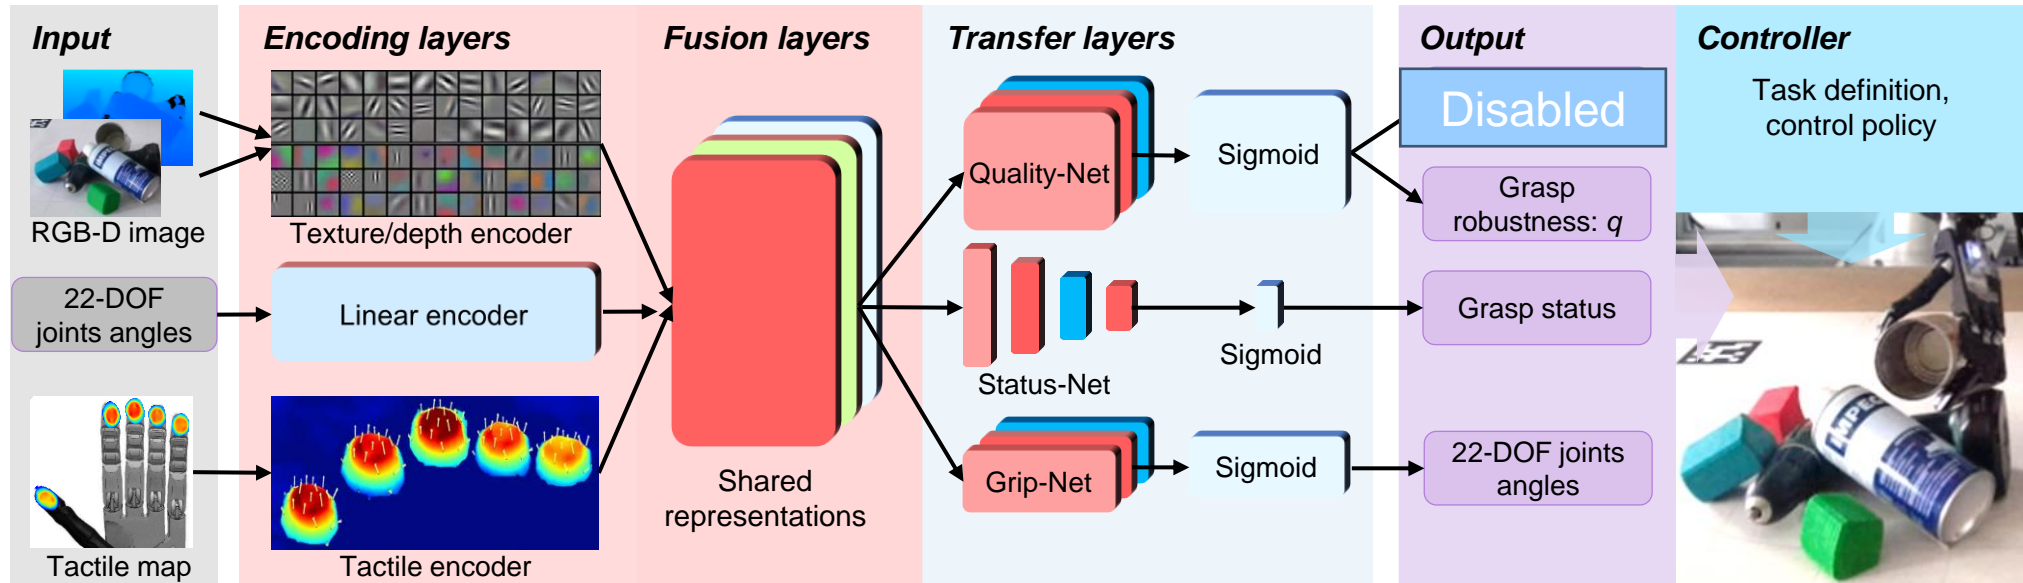 Input
Encoding layers
Fusion layers
Transfer layers
Output
Controller
RGB-D image
22-DOF
joints angles
Tactile map
Texture/depth encoder
Linear encoder
Tactile encoder
Shared
representations
Quality-Net
Sigmoid
Status-Net
Sigmoid
Grip-Net
Sigmoid
Disabled
Grasp
robustness: q
Grasp status
22-DOF joints
angles
Task definition,
control policy
IMPEC